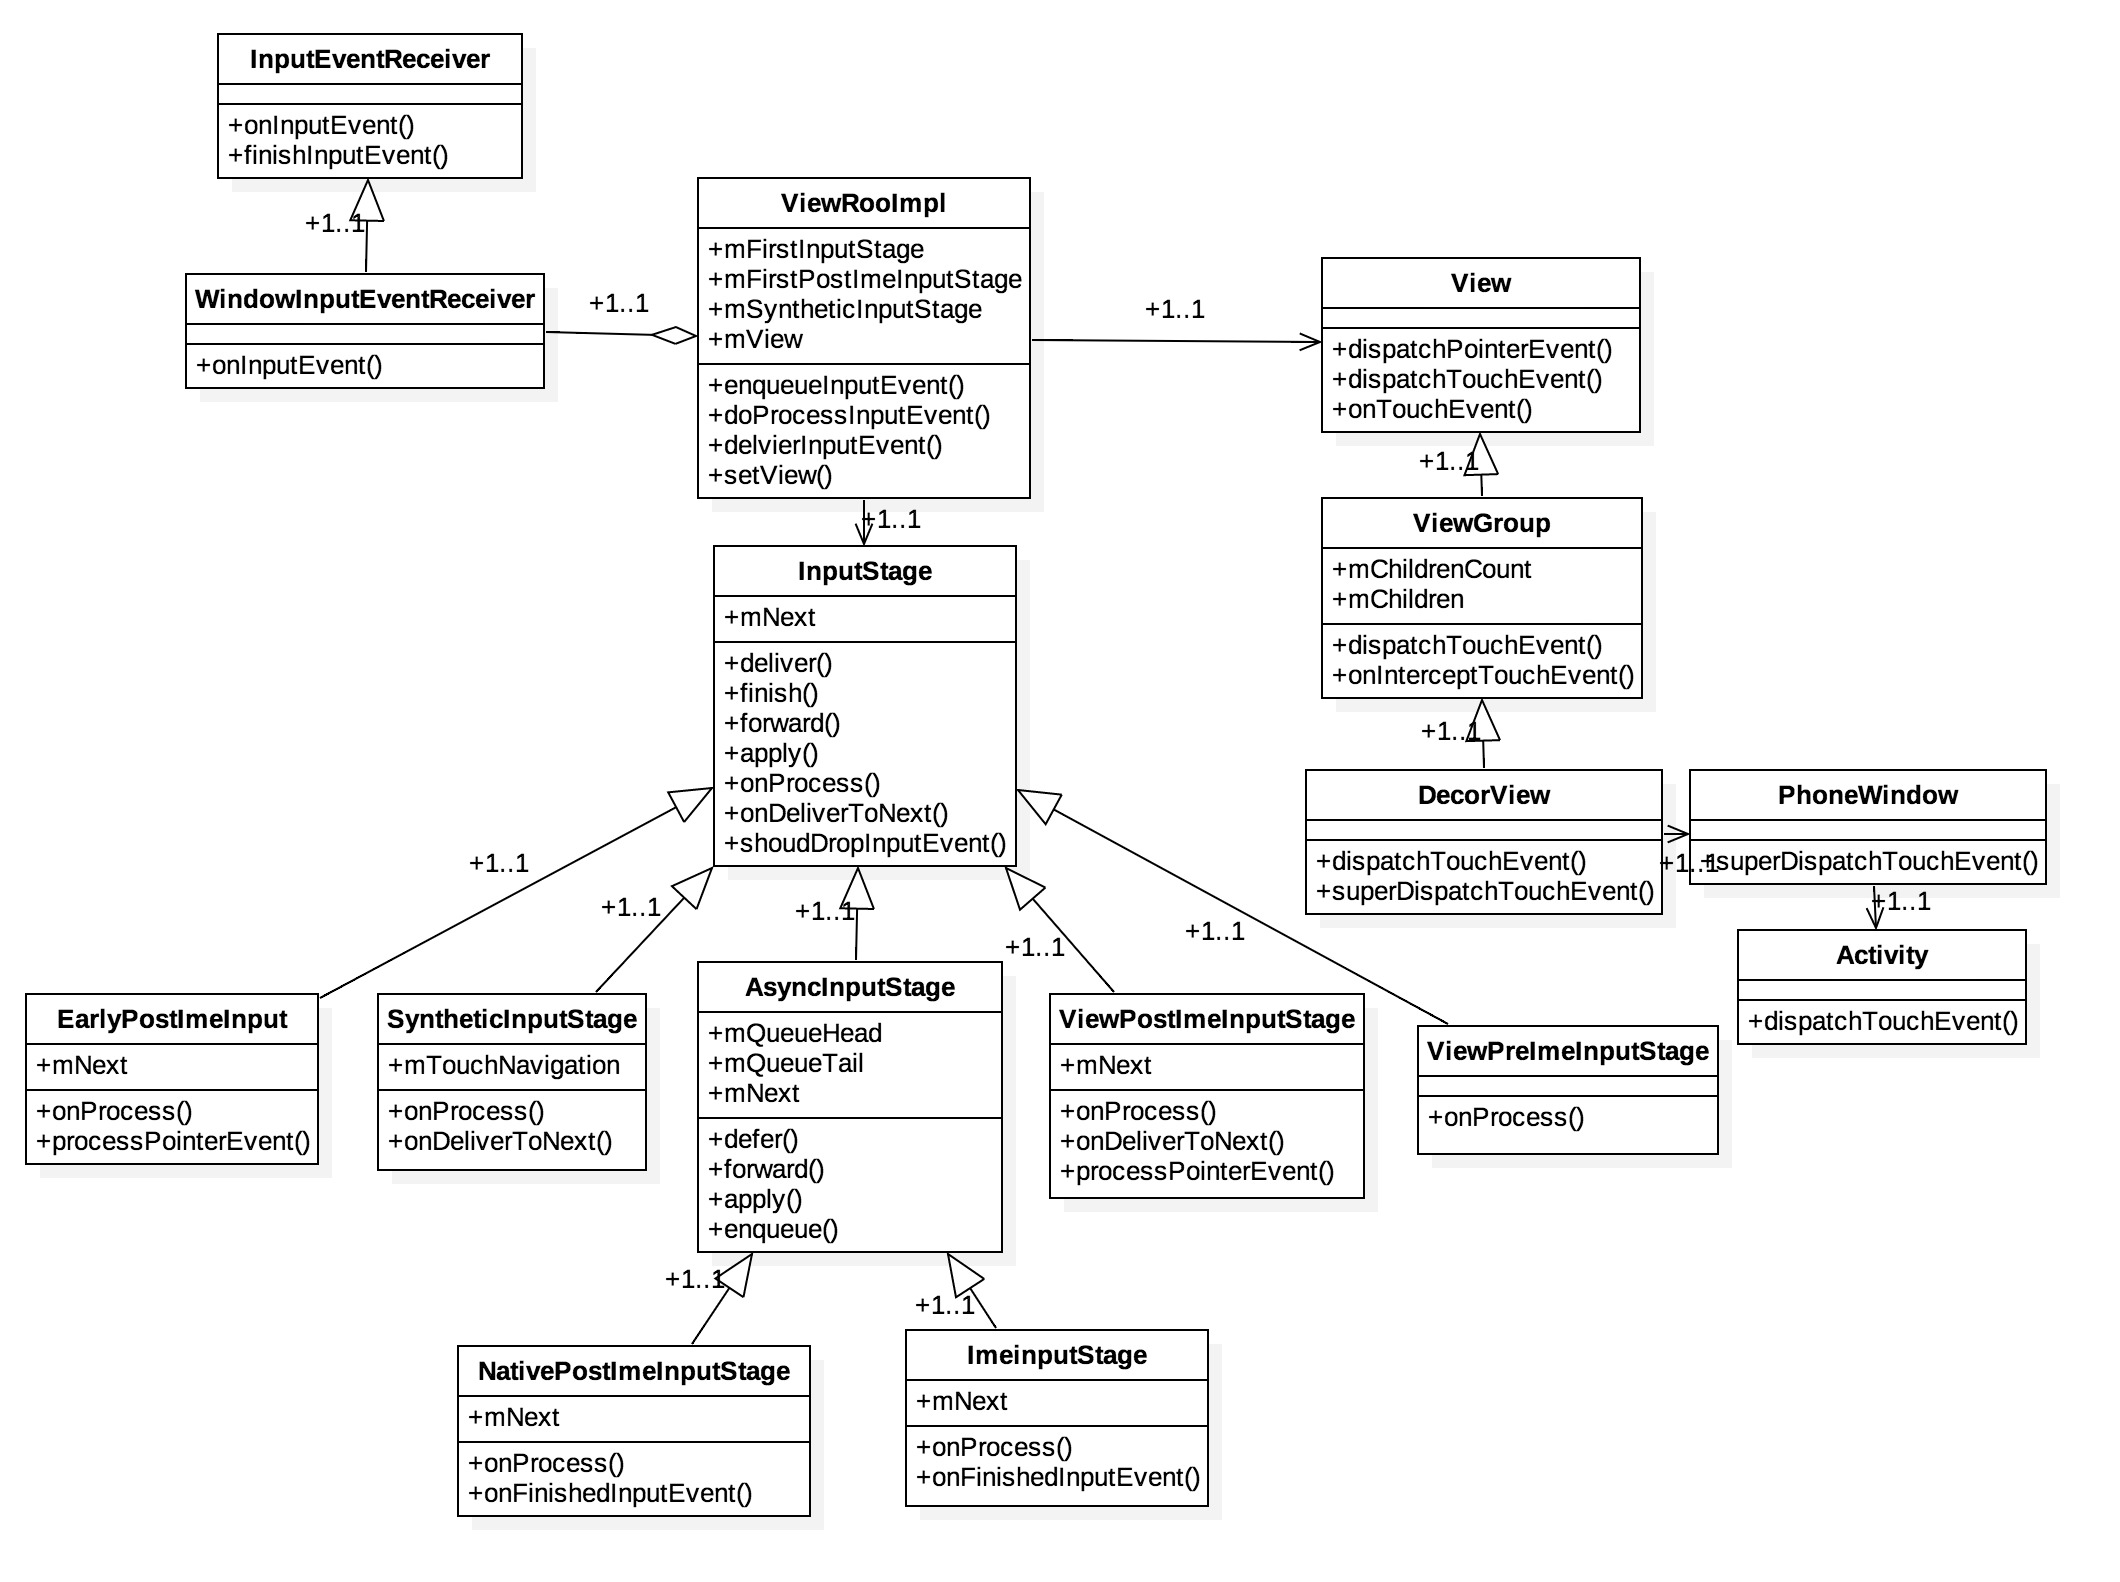 InputEventReceiver
+onInputEvent()
+finishInputEvent()
+1..1
WindowInputEventReceiver
+onInputEvent()
+1..1
ViewRooImpl
+mFirstInputStage
+mFirstPostImeInputStage
+mSyntheticInputStage
+mView
+enqueueInputEvent()
+doProcessInputEvent()
+delvierInputEvent()
+setView()
+1..1
View
+dispatchPointerEvent()
+dispatchTouchEvent()
+onTouchEvent()
+1..1
ViewGroup
+mChildrenCount
+mChildren
+dispatchTouchEvent()
+onInterceptTouchEvent()
+1..1
DecorView
+dispatchTouchEvent()
+superDispatchTouchEvent()
+1..1
PhoneWindow
+superDispatchTouchEvent()
+1..1
Activity
+dispatchTouchEvent()
+1..1
InputStage
+mNext
+deliver()
+finish()
+forward()
+apply()
+onProcess()
+onDeliverToNext()
+shoudDropInputEvent()
+1..1
+1..1
+1..1
+1..1
+1..1
EarlyPostImeInput
+mNext
+onProcess()
+processPointerEvent()
SyntheticInputStage
+mTouchNavigation
+onProcess()
+onDeliverToNext()
AsyncInputStage
+mQueueHead
+mQueueTail
+mNext
+defer()
+forward()
+apply()
+enqueue()
ViewPostImeInputStage
+mNext
+onProcess()
+onDeliverToNext()
+processPointerEvent()
ViewPreImeInputStage
+onProcess()
+1..1
+1..1
NativePostImeInputStage
+mNext
+onProcess()
+onFinishedInputEvent()
ImeinputStage
+mNext
+onProcess()
+onFinishedInputEvent()